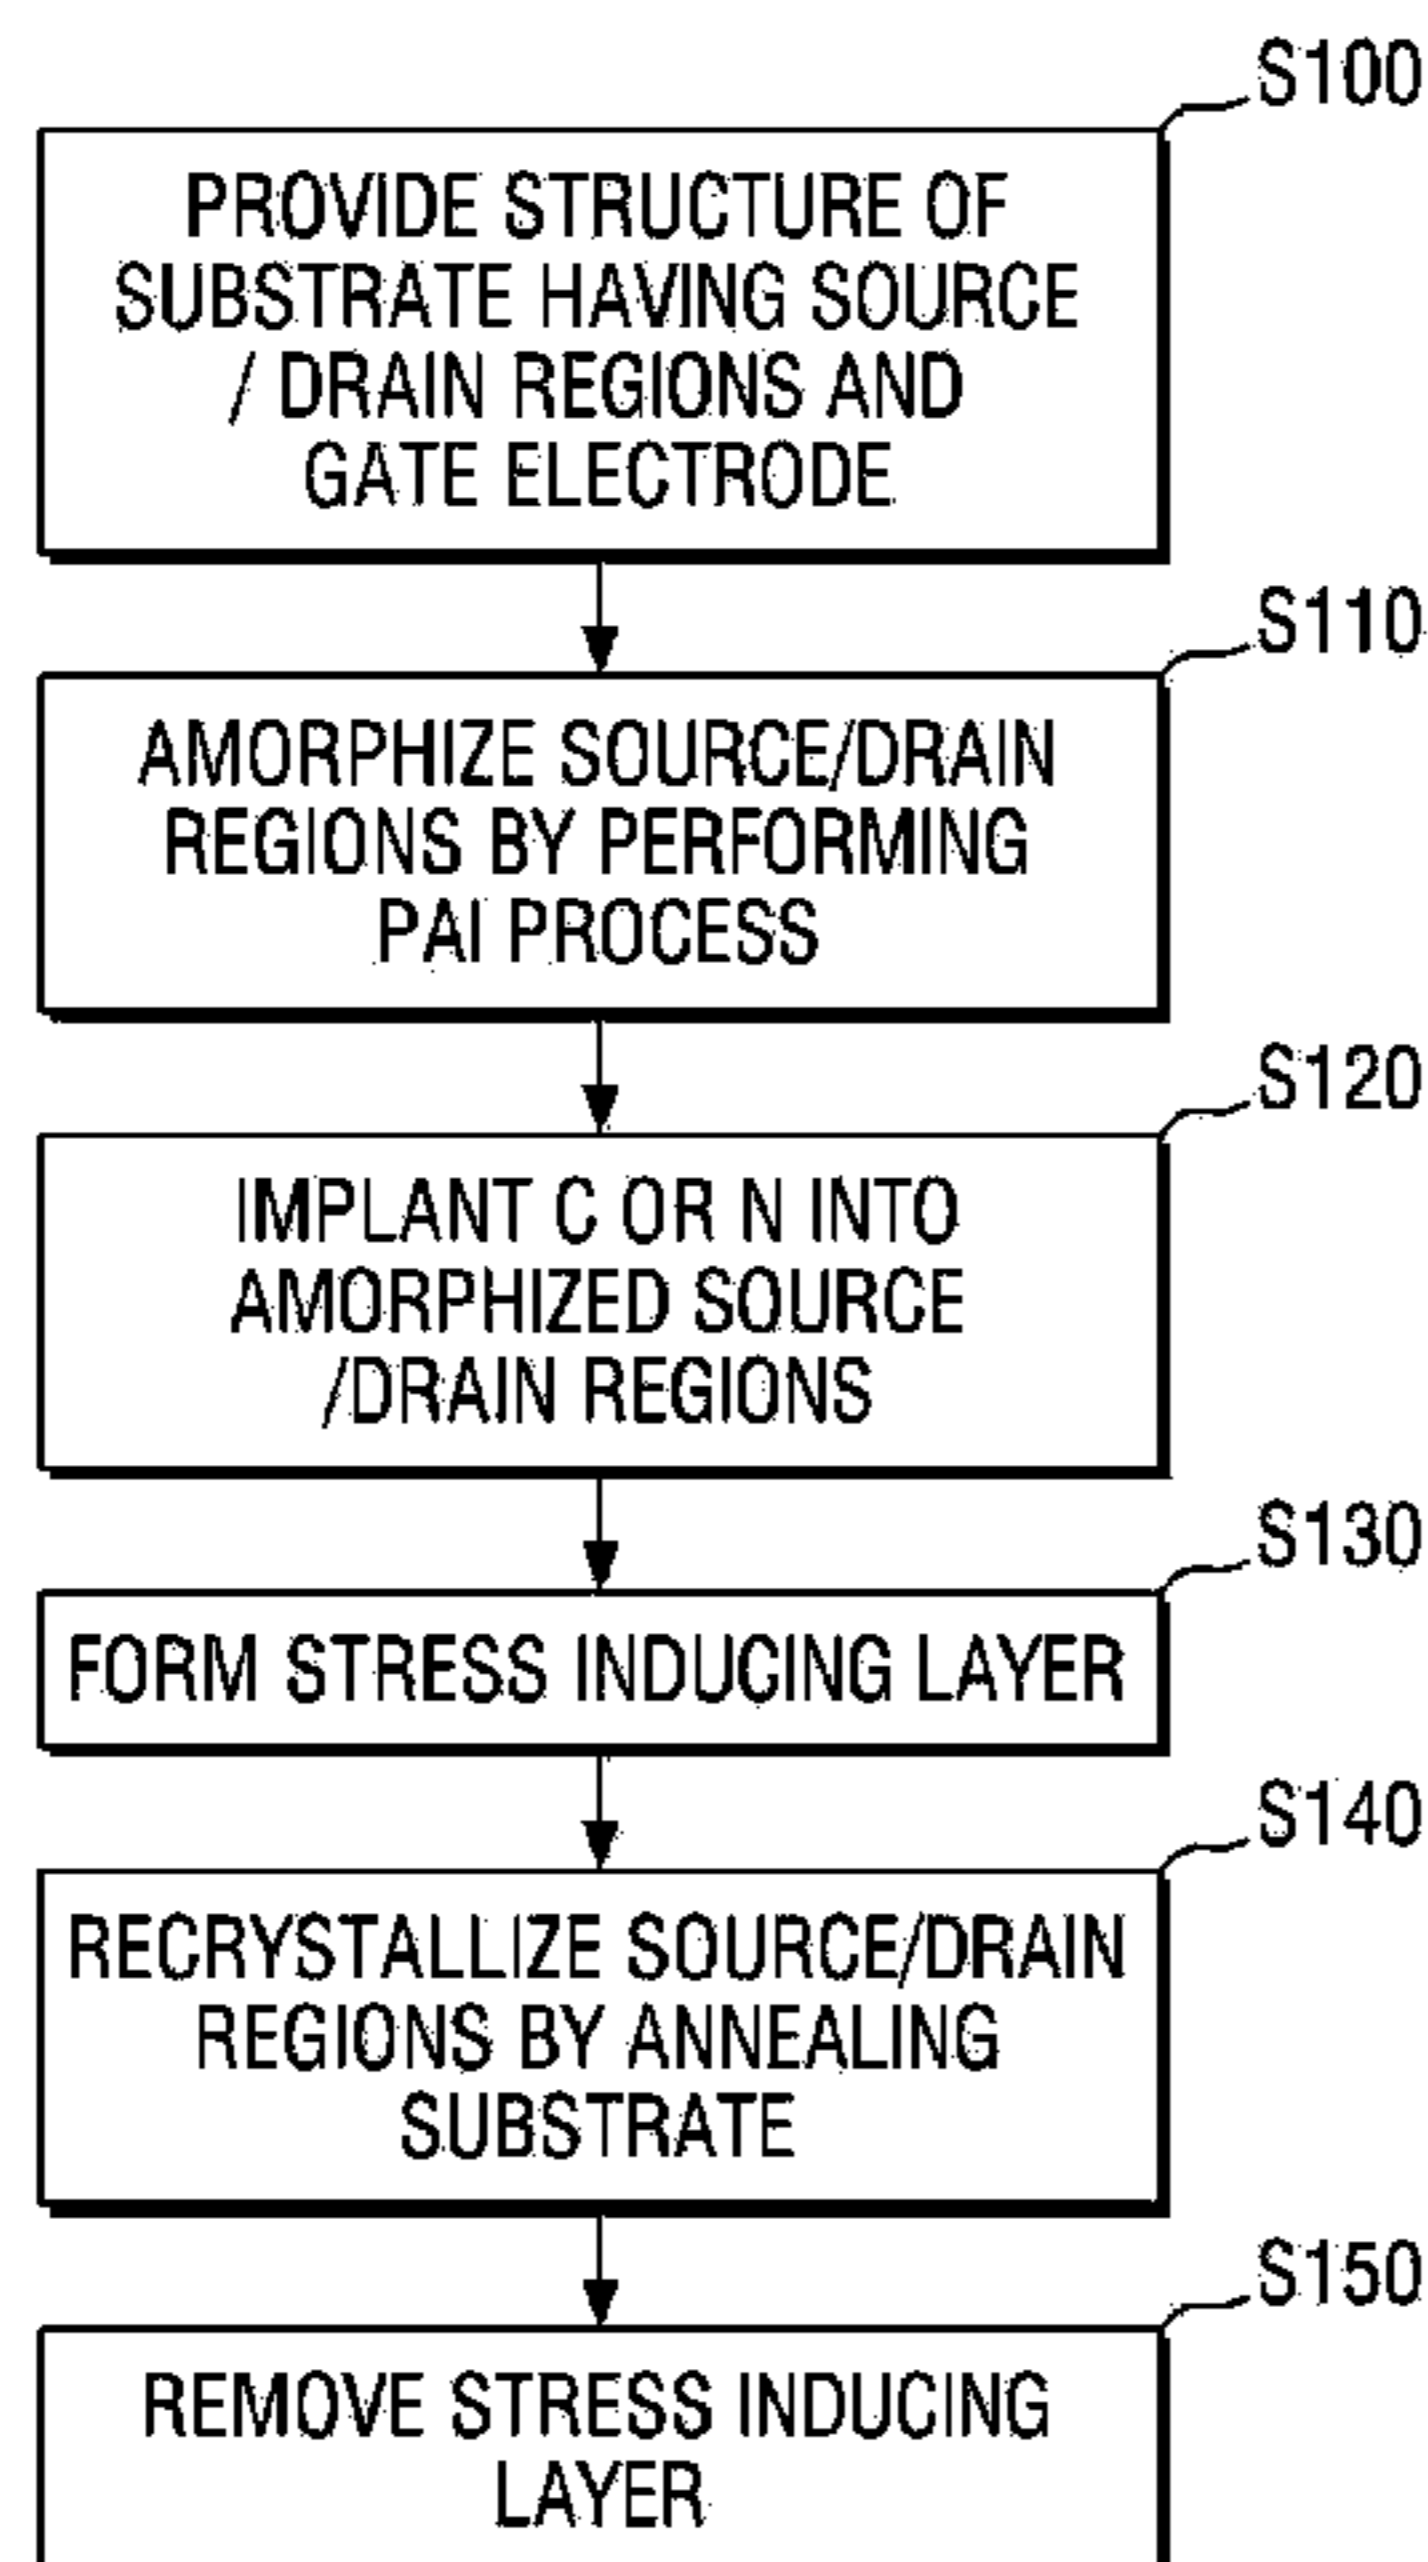 S100
PROVIDE STRUCTURE OF
SUBSTRATE HAVING SOURCE
/ DRAIN REGIONS AND
GATE ELECTRODE
S110
AMORPHIZE SOURCE/DRAIN
REGIONS BY PERFORMING
PAI PROCESS
S120
IMPLANT C OR N INTO
AMORPHIZED SOURCE
/DRAIN REGIONS
S130
FORM STRESS INDUCING LAYER
S140
RECRYSTALLIZE SOURCE/DRAIN
REGIONS BY ANNEALING
SUBSTRATE
S150
REMOVE STRESS INDUCING
LAYER